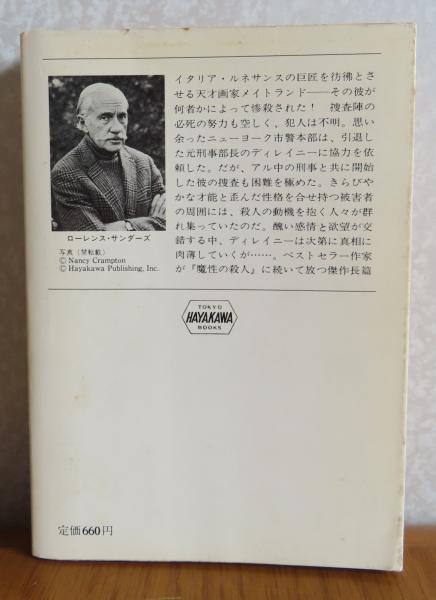 イタリア・ルネサンスの巨匠を彷彿とさ
せる天才画家メイトランド――その彼が
何者かによって惨殺された！　捜査陣の
必死の努力も空しく、犯人は不明。思い
余ったニューヨーク市警本部は、引退し
た元刑事部長のディレイニーに協力を依
頼した。だが、アル中の刑事と共に開始
した彼の捜査も困難を極めた。きらびや
かな才能と歪んだ性格を合せ持つ被害者
の周囲には、殺人の動機を抱く人々が群
れ集っていたのだ。醜い感情と欲望が交
錯する中、ディレイニーは次第に真相に
肉薄していくが……。ベストセラー作家
が『魔性の殺人』に続いて放つ傑作長篇
ローレンス・サンダーズ
写真（禁転載）
© Nancy Crampton
© Hayakawa Publishing, Inc.
TOKYO
HAYAKAWA
BOOKS
定価660円